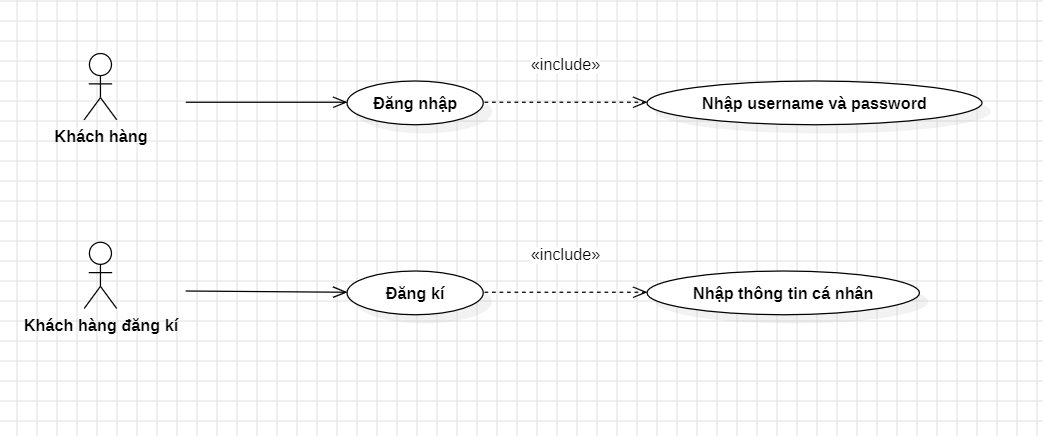 «include»
Đăng nhập
Nhập username và password
Khách hàng
«include»
Đăng kí
Nhập thông tin cá nhân
Khách hàng đăng kí